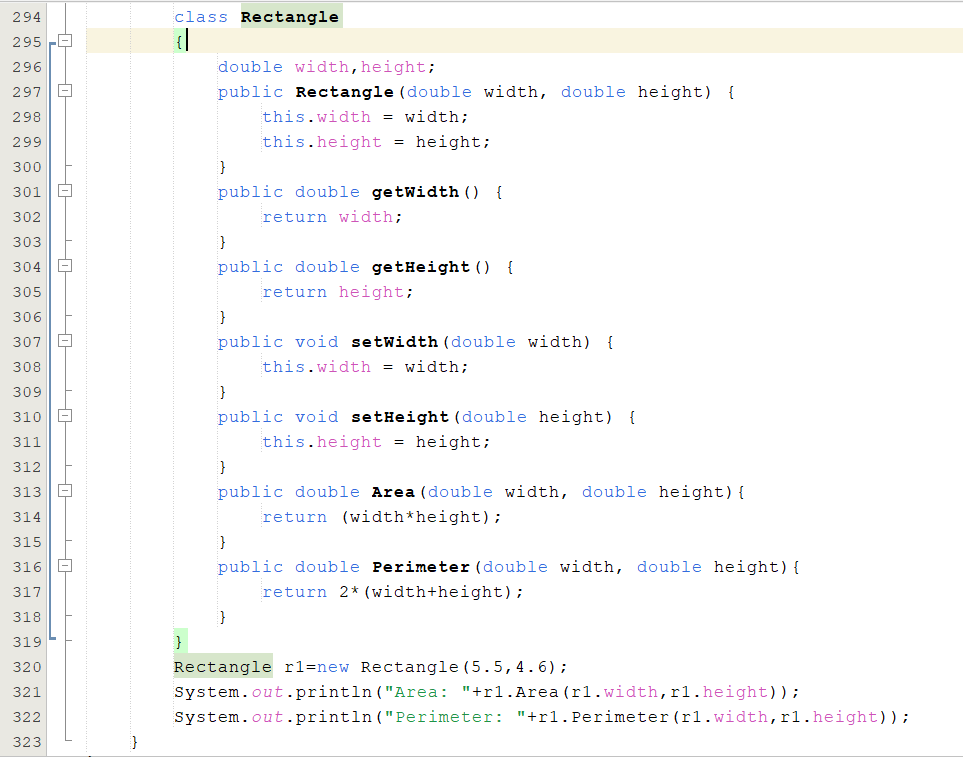 294 class Rectangle
295 {
296 double width,height;
297 public Rectangle(double width, double height) {
298 this.width = width;
299 this.height = height;
300 }
301 public double getWidth() {
302 return width;
303 }
304 public double getHeight() {
305 return height;
306 }
307 public void setWidth(double width) {
308 this.width = width;
309 }
310 public void setHeight(double height) {
311 this.height = height;
312 }
313 public double Area(double width, double height){
314 return (width*height);
315 }
316 public double Perimeter(double width, double height){
317 return 2*(width+height);
318 }
319 }
320 Rectangle r1=new Rectangle(5.5,4.6);
321 System.out.println("Area: "+r1.Area(r1.width,r1.height));
322 System.out.println("Perimeter: "+r1.Perimeter(r1.width,r1.height));
323 }